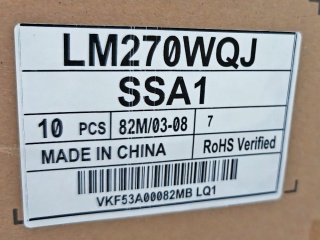 LM270WQJ
SSA1
10 PCS 82M/03-08 7
MADE IN CHINA RoHS Verified
VKF53A00082MB LQ1